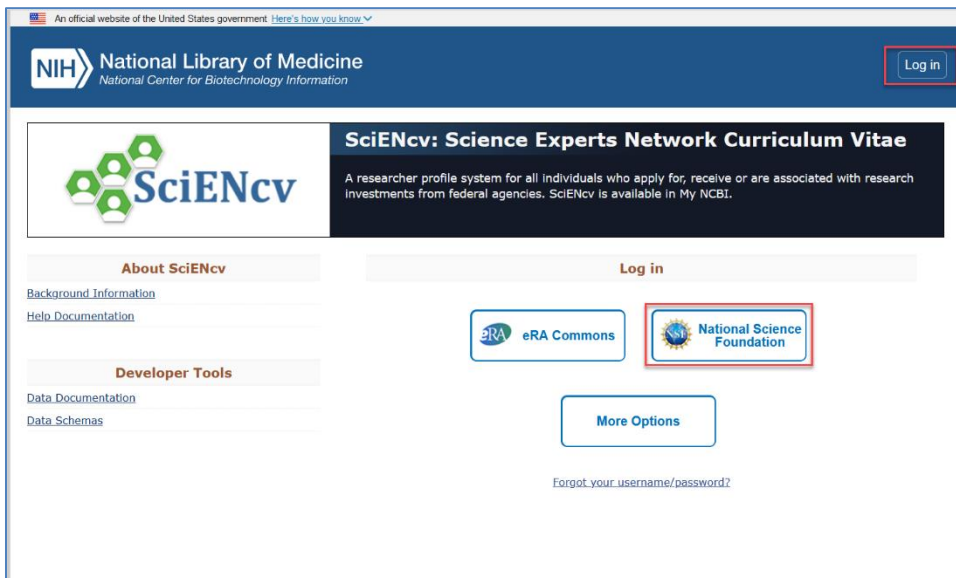 An official website of the United States government Here's how you know
NIH National Library of Medicine
National Center for Biotechnology Information
Log in
SciENcv
SciENcv: Science Experts Network Curriculum Vitae
A researcher profile system for all individuals who apply for, receive or are associated with research
investments from federal agencies. SciENcv is available in My NCBI.
About SciENcv
Background Information
Help Documentation
Developer Tools
Data Documentation
Data Schemas
Log in
eRA eRA Commons
NSF National Science
Foundation
More Options
Forgot your username/password?